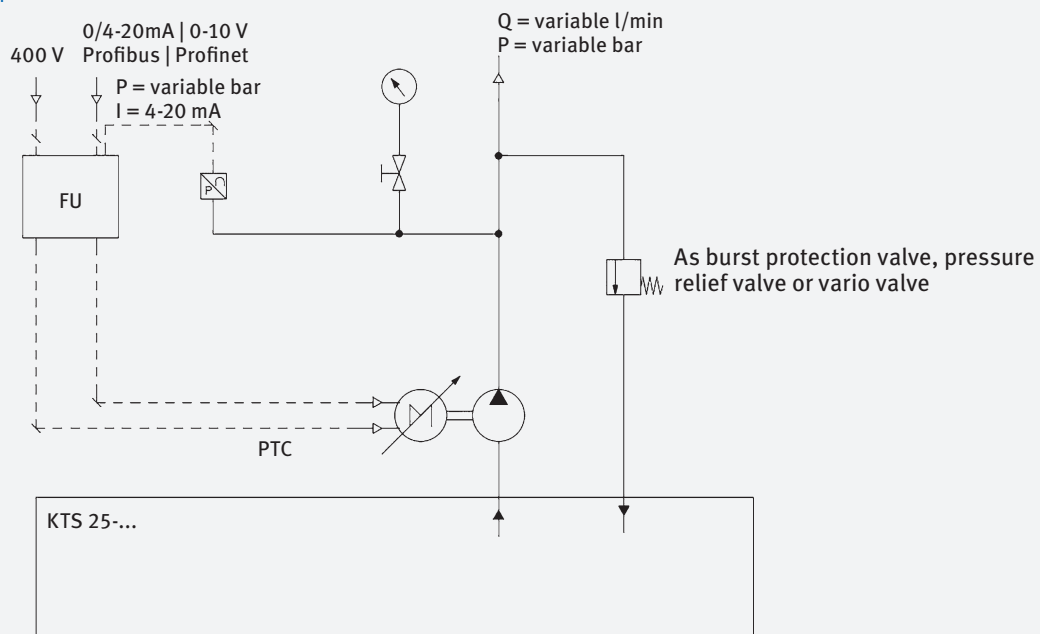 Q = variable l/min
P = variable bar
0/4-20mA | 0-10 V
400 V Profibus | Profinet
P = variable bar
I = 4-20 mA
P
FU
As burst protection valve, pressure
relief valve or vario valve
M
PTC
KTS 25-...